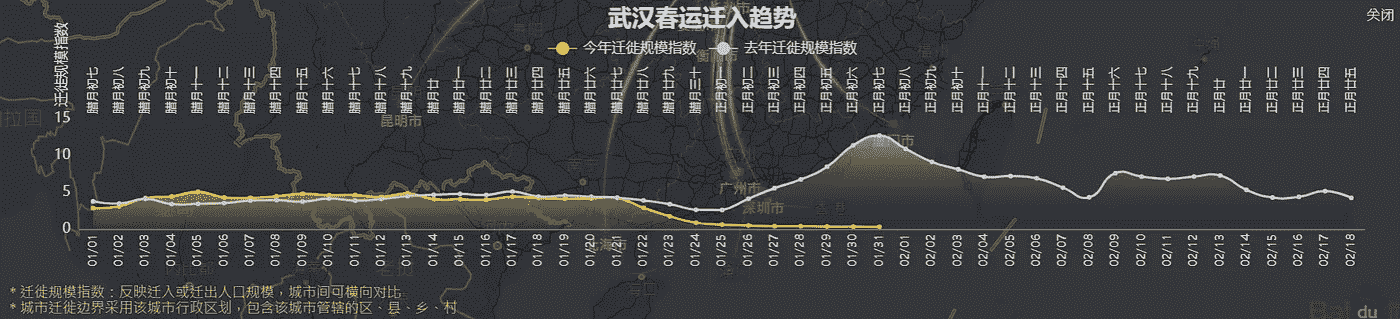 武汉春运迁入趋势
关闭
今年迁徙规模指数 去年迁徙规模指数
迁徙规模指数
腊月初七 腊月初八 腊月初九 腊月初十 腊月十一 腊月十二 腊月十三 腊月十四 腊月十五 腊月十六 腊月十七 腊月十八 腊月十九 腊月廿 腊月廿一 腊月廿二 腊月廿三 腊月廿四 腊月廿五 腊月廿六 腊月廿七 腊月廿八 腊月廿九 腊月三十 正月初一 正月初二 正月初三 正月初四 正月初五 正月初六 正月初七 正月初八 正月初九 正月初十 正月十一 正月十二 正月十三 正月十四 正月十五 正月十六 正月十七 正月十八 正月十九 正月廿 正月廿一 正月廿二 正月廿三 正月廿四 正月廿五
15
拉国
昆明市
10
5
广州市
深圳市
0
01/01 01/02 01/03 01/04 01/05 01/06 01/07 01/08 01/09 01/10 01/11 01/12 01/13 01/14 01/15 01/16 01/17 01/18 01/19 01/20 01/21 01/22 01/23 01/24 01/25 01/26 01/27 01/28 01/29 01/30 01/31 02/01 02/02 02/03 02/04 02/05 02/06 02/07 02/08 02/09 02/10 02/11 02/12 02/13 02/14 02/15 02/16 02/17 02/18
北海市
海口
* 迁徙规模指数：反映迁入或迁出人口规模，城市间可横向对比
* 城市迁徙边界采用该城市行政区划，包含该城市管辖的区、县、乡、村
du